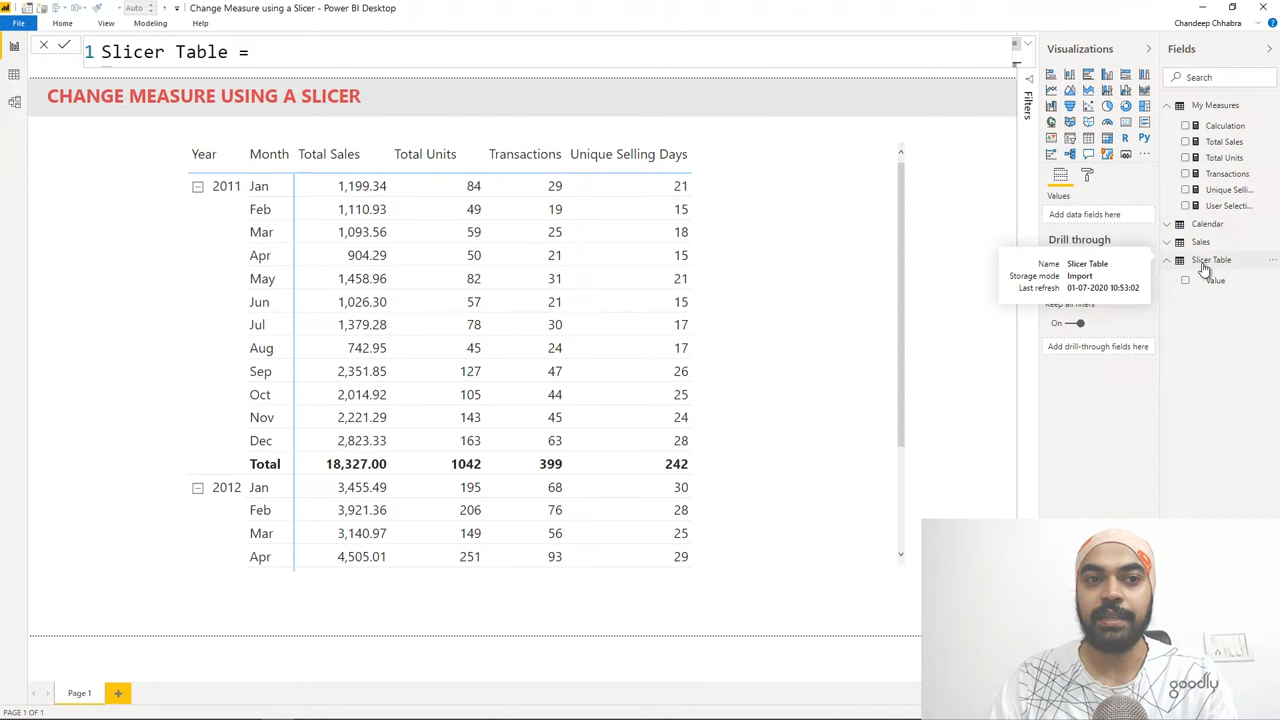 Auto
Change Measure using a Slicer - Power BI Desktop
Chandeep Chhabra
File
Home
View
Modeling
Help
1 Slicer Table =
CHANGE MEASURE USING A SLICER
Year Month Total Sales Total Units Transactions Unique Selling Days
2011 Jan 1,199.34 84 29 21
Feb 1,110.93 49 19 15
Mar 1,093.56 59 25 18
Apr 904.29 50 21 15
May 1,458.96 82 31 21
Jun 1,026.30 57 21 15
Jul 1,379.28 78 30 17
Aug 742.95 45 24 17
Sep 2,351.85 127 47 26
Oct 2,014.92 105 44 25
Nov 2,221.29 143 45 24
Dec 2,823.33 163 63 28
Total 18,327.00 1042 399 242
2012 Jan 3,455.49 195 68 30
Feb 3,921.36 206 76 28
Mar 3,140.97 149 56 25
Apr 4,505.01 251 93 29
Filters
Visualizations
R
Py
Values
Add data fields here
Drill through
Name Slicer Table
Storage mode Import
Last refresh 01-07-2020 10:53:02
Keep all filters
On
Add drill-through fields here
Fields
Search
My Measures
Calculation
Total Sales
Total Units
Transactions
Unique Selli...
User Selecti...
Calendar
Sales
Slicer Table
Value
goodly
Page 1
PAGE 1 OF 1